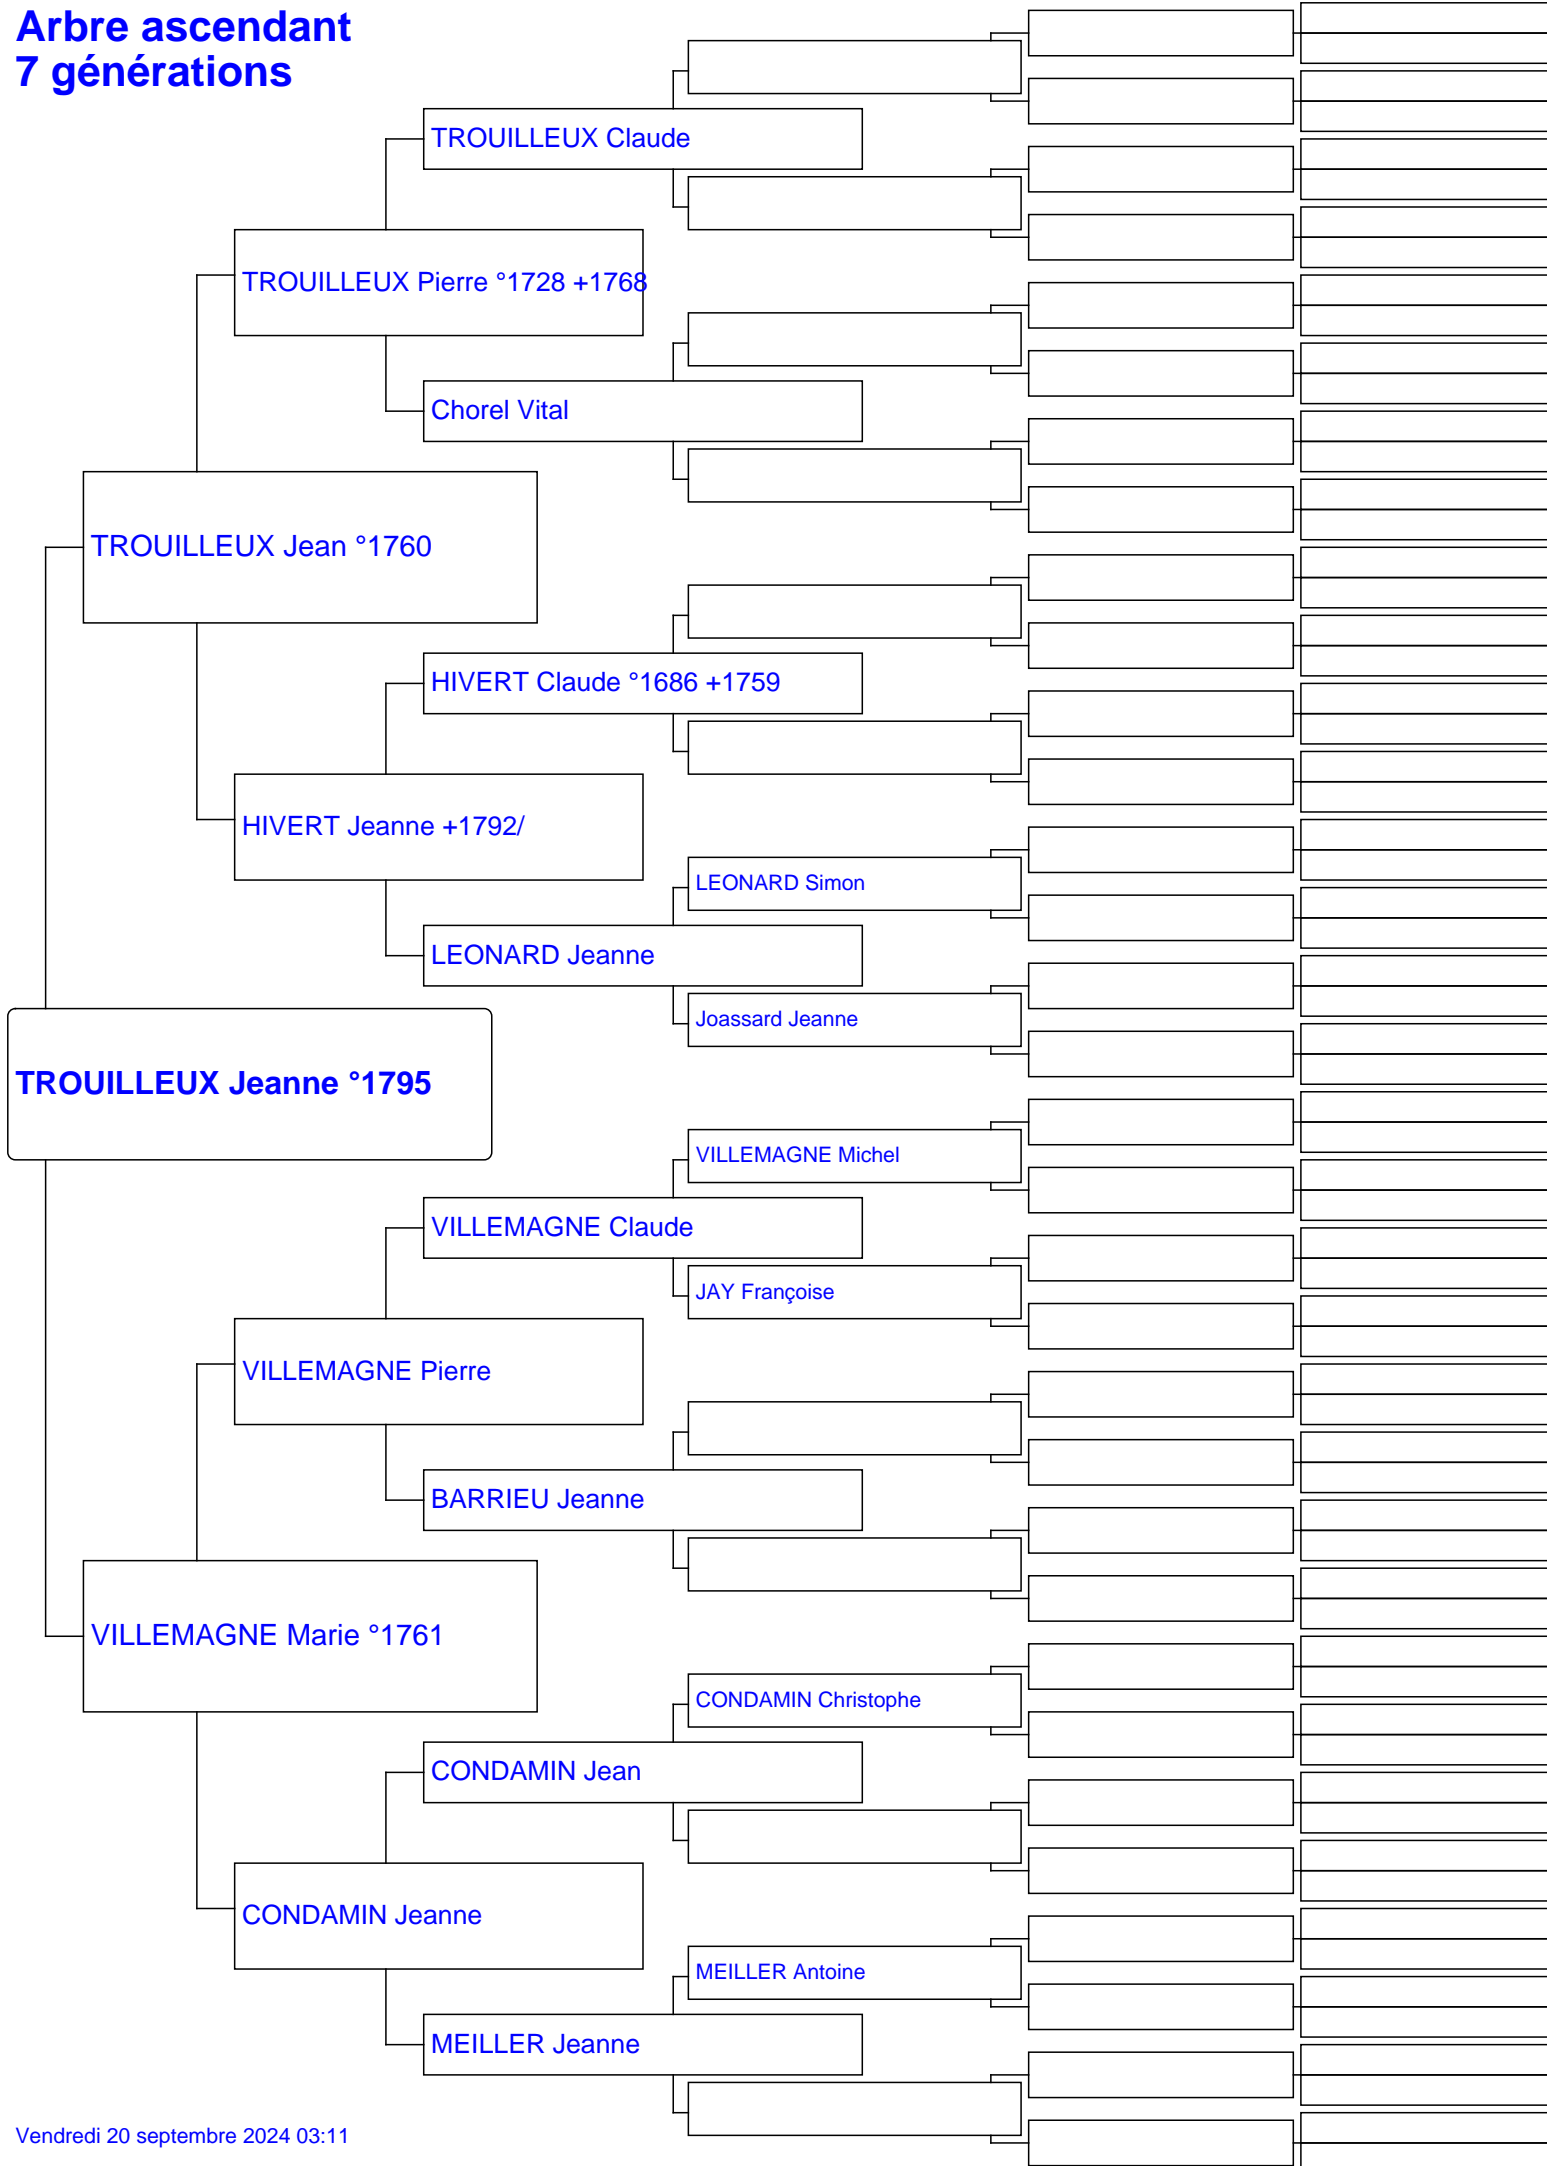 Arbre ascendant
7 générations
TROUILLEUX Claude
TROUILLEUX Pierre °1728 +1768
Chorel Vital
TROUILLEUX Jean °1760
HIVERT Claude °1686 +1759
HIVERT Jeanne +1792/
LEONARD Simon
LEONARD Jeanne
Joassard Jeanne
TROUILLEUX Jeanne °1795
VILLEMAGNE Michel
VILLEMAGNE Claude
JAY Françoise
VILLEMAGNE Pierre
BARRIEU Jeanne
VILLEMAGNE Marie °1761
CONDAMIN Christophe
CONDAMIN Jean
CONDAMIN Jeanne
MEILLER Antoine
MEILLER Jeanne
Vendredi 20 septembre 2024 03:11